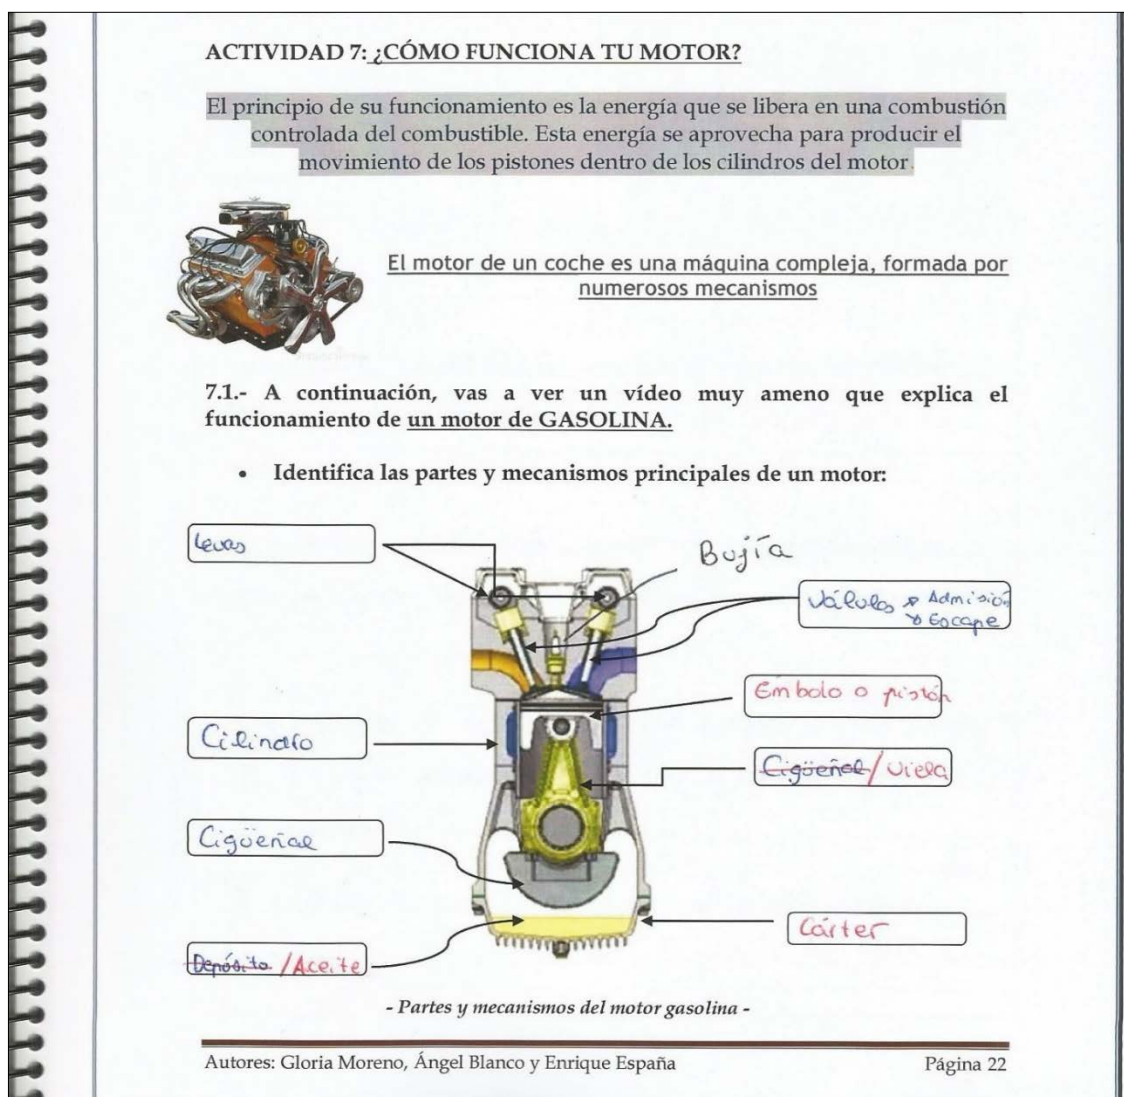 ACTIVIDAD 7: ¿CÓMO FUNCIONA TU MOTOR?
El principio de su funcionamiento es la energía que se libera en una combustión
controlada del combustible. Esta energía se aprovecha para producir el
movimiento de los pistones dentro de los cilindros del motor.
El motor de un coche es una máquina compleja, formada por
numerosos mecanismos
7.1.- A continuación, vas a ver un vídeo muy ameno que explica el
funcionamiento de un motor de GASOLINA.
• Identifica las partes y mecanismos principales de un motor:
Levas
Bujía
Válvulas Admisión
Escape
Embolo o pistón
Cilindro
Cigüeñal / Viela
Cigüeñal
Cárter
Depósito / Aceite
- Partes y mecanismos del motor gasolina -
Autores: Gloria Moreno, Ángel Blanco y Enrique España
Página 22